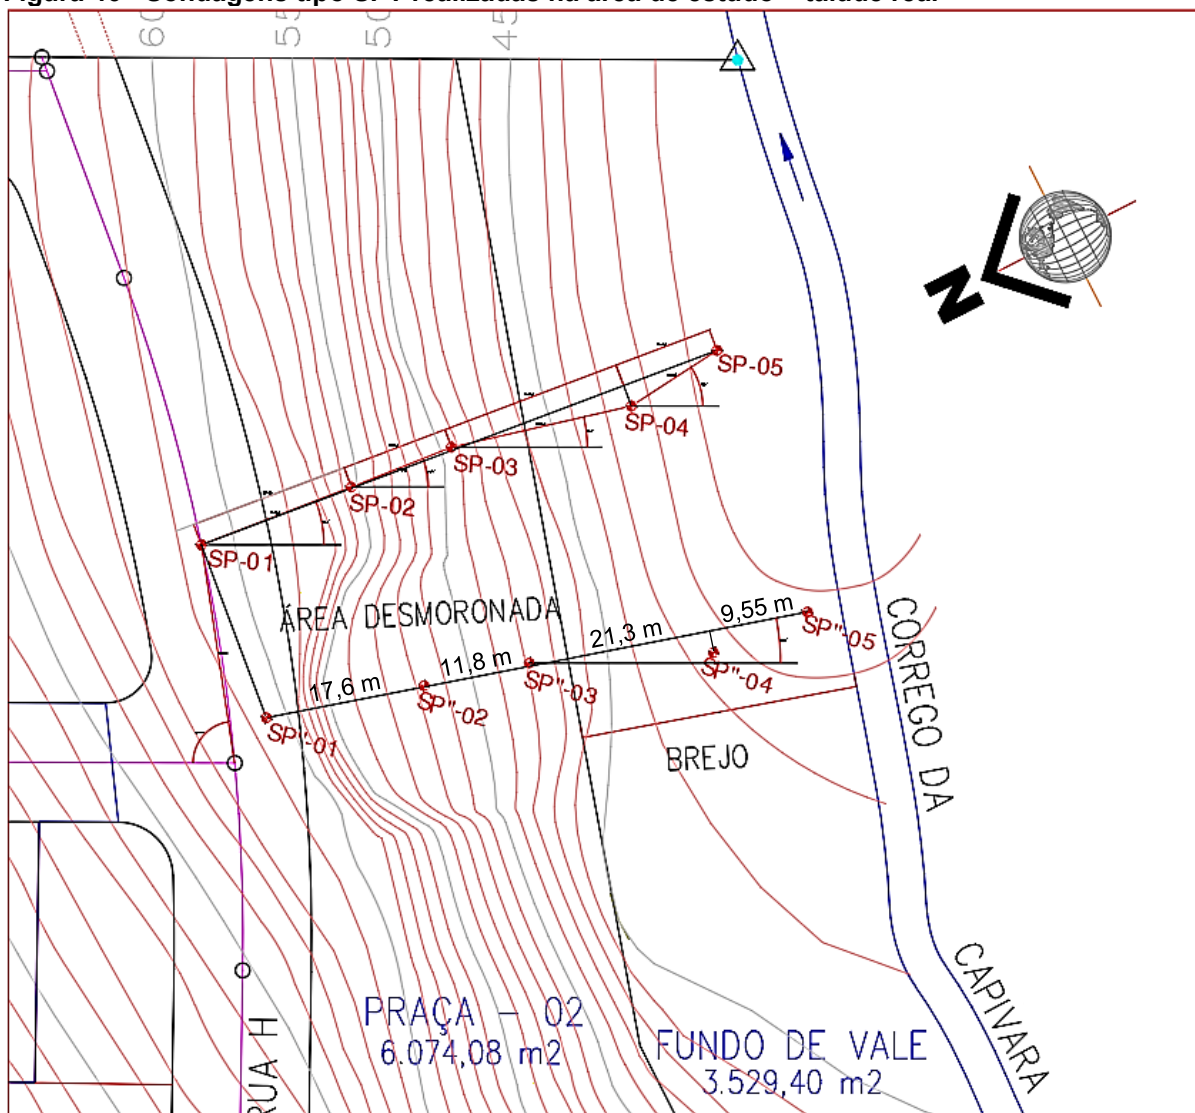 60
55
50
45
N
SP-05
SP-04
SP-03
SP-02
SP-01
ÁREA DESMORONADA
9,55 m
21,3 m
11,8 m
17,6 m
SP"-05
SP"-04
SP"-03
SP"-02
SP"-01
BREJO
CORREGO DA
CAPIVARA
PRAÇA - 02
6.074,08 m2
FUNDO DE VALE
3.529,40 m2
RUA H